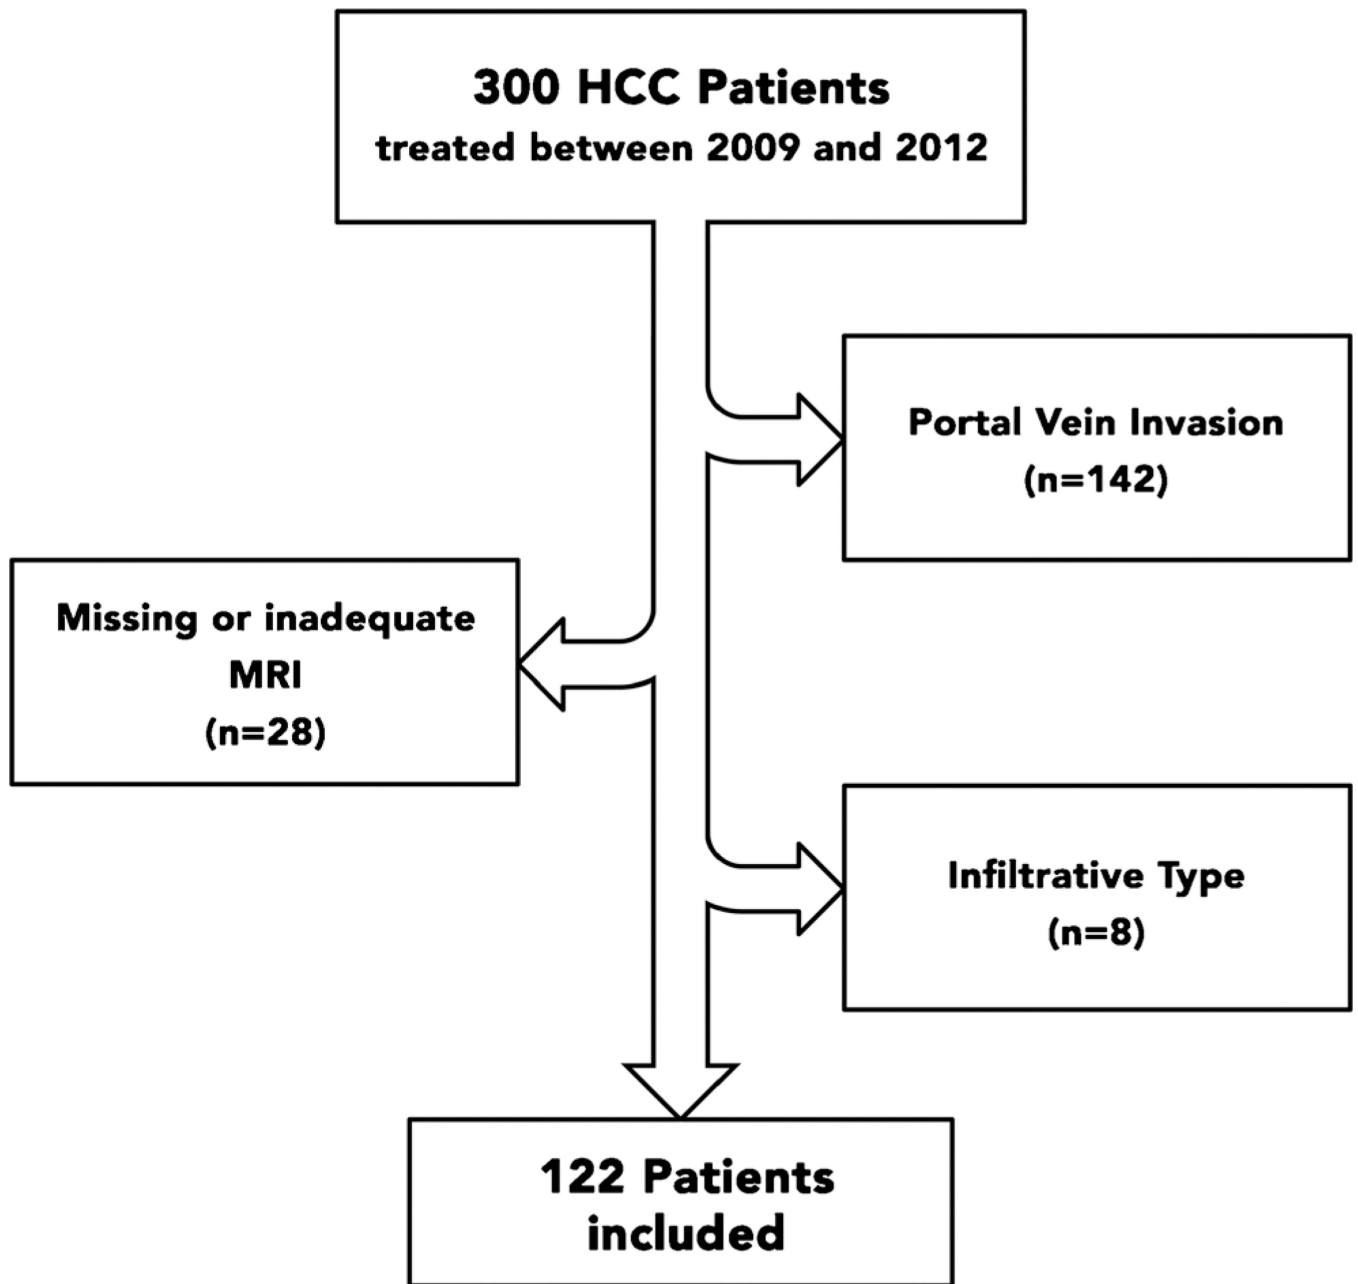 300 HCC Patients
treated between 2009 and 2012
Portal Vein Invasion
(n=142)
Missing or inadequate
MRI
(n=28)
Infiltrative Type
(n=8)
122 Patients
included